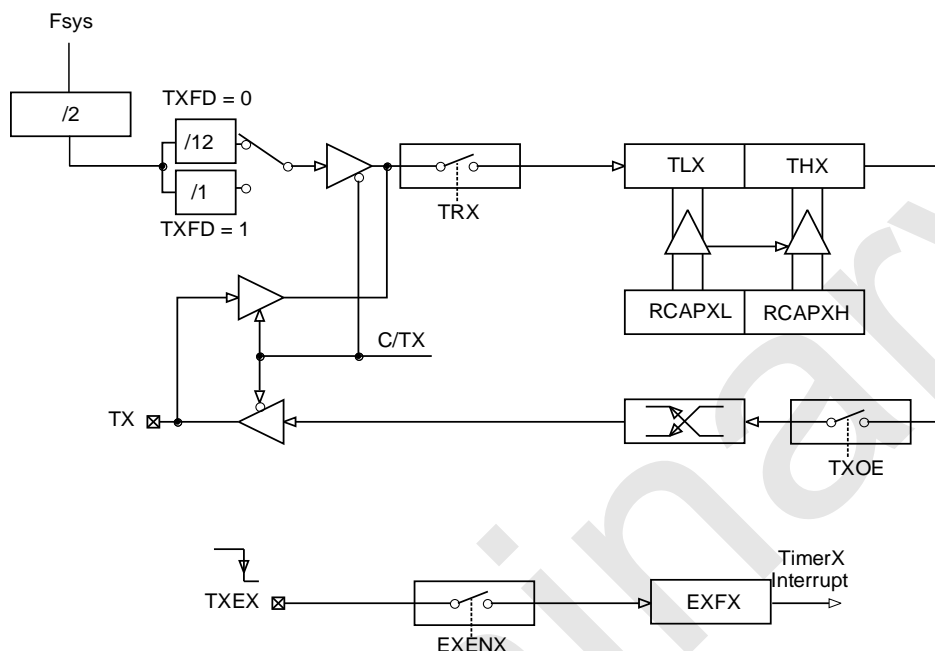 Fsys
/2
TXFD = 0
/12
/1
TXFD = 1
TRX
TLX
THX
RCAPXL
RCAPXH
C/TX
TX
TXOE
TXEX
EXENX
EXFX
TimerX
Interrupt